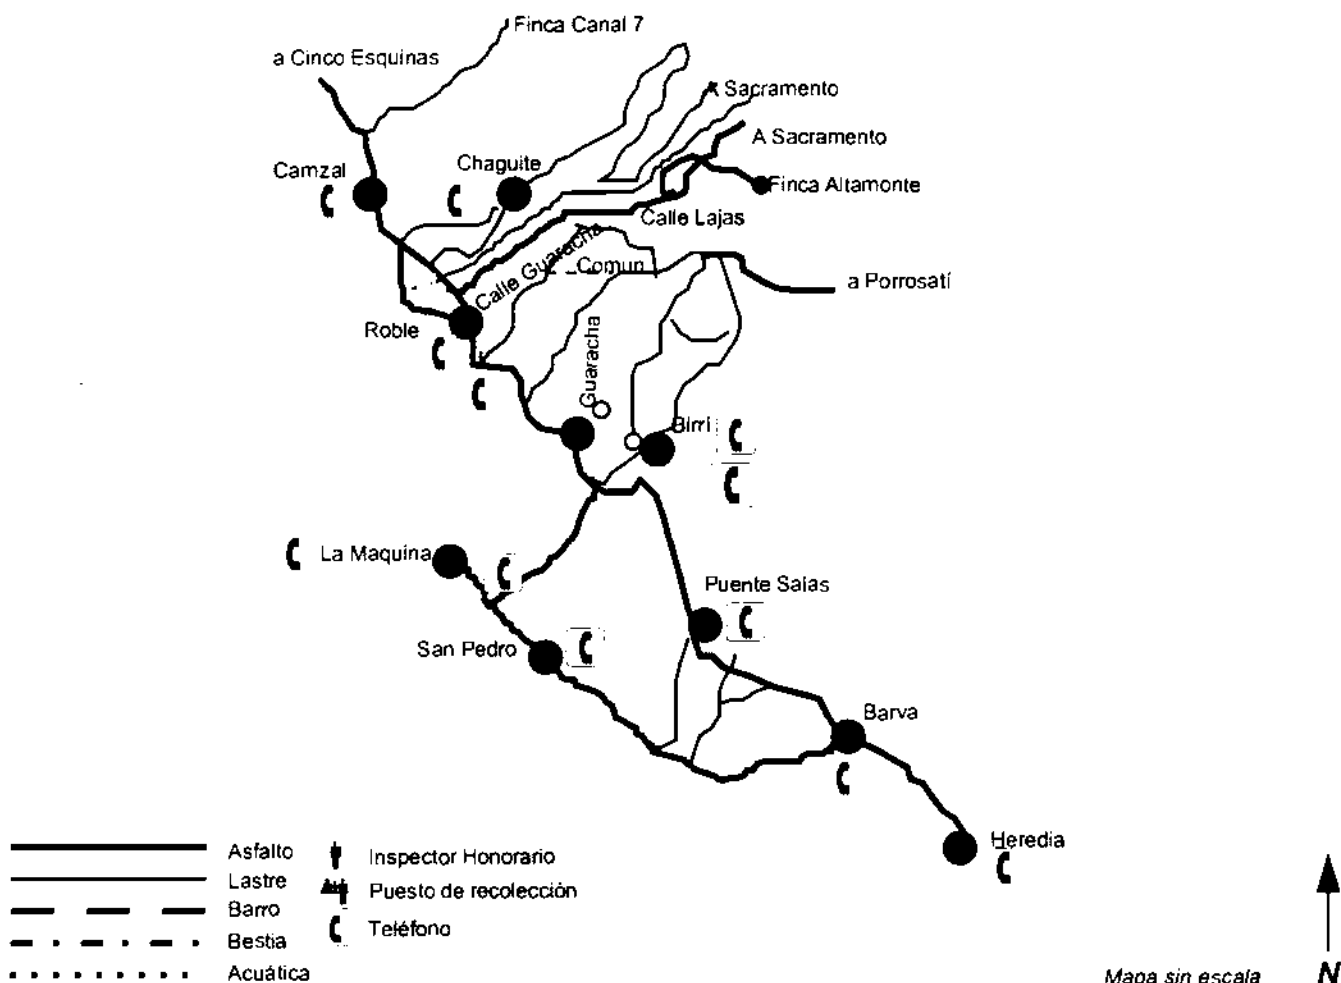 Finca Canal 7
a Cinco Esquinas
A Sacramento
A Sacramento
Camzal
Chaguite
Finca Altamonte
Calle Lajas
Calle Guaracha
Comun
a Porrosatí
Roble
Guaracha
Birri
La Maquina
Puente Salas
San Pedro
Barva
Heredia
Asfalto
Lastre
Barro
Bestia
Acuática
Inspector Honorario
Puesto de recolección
Teléfono
Mapa sin escala
N